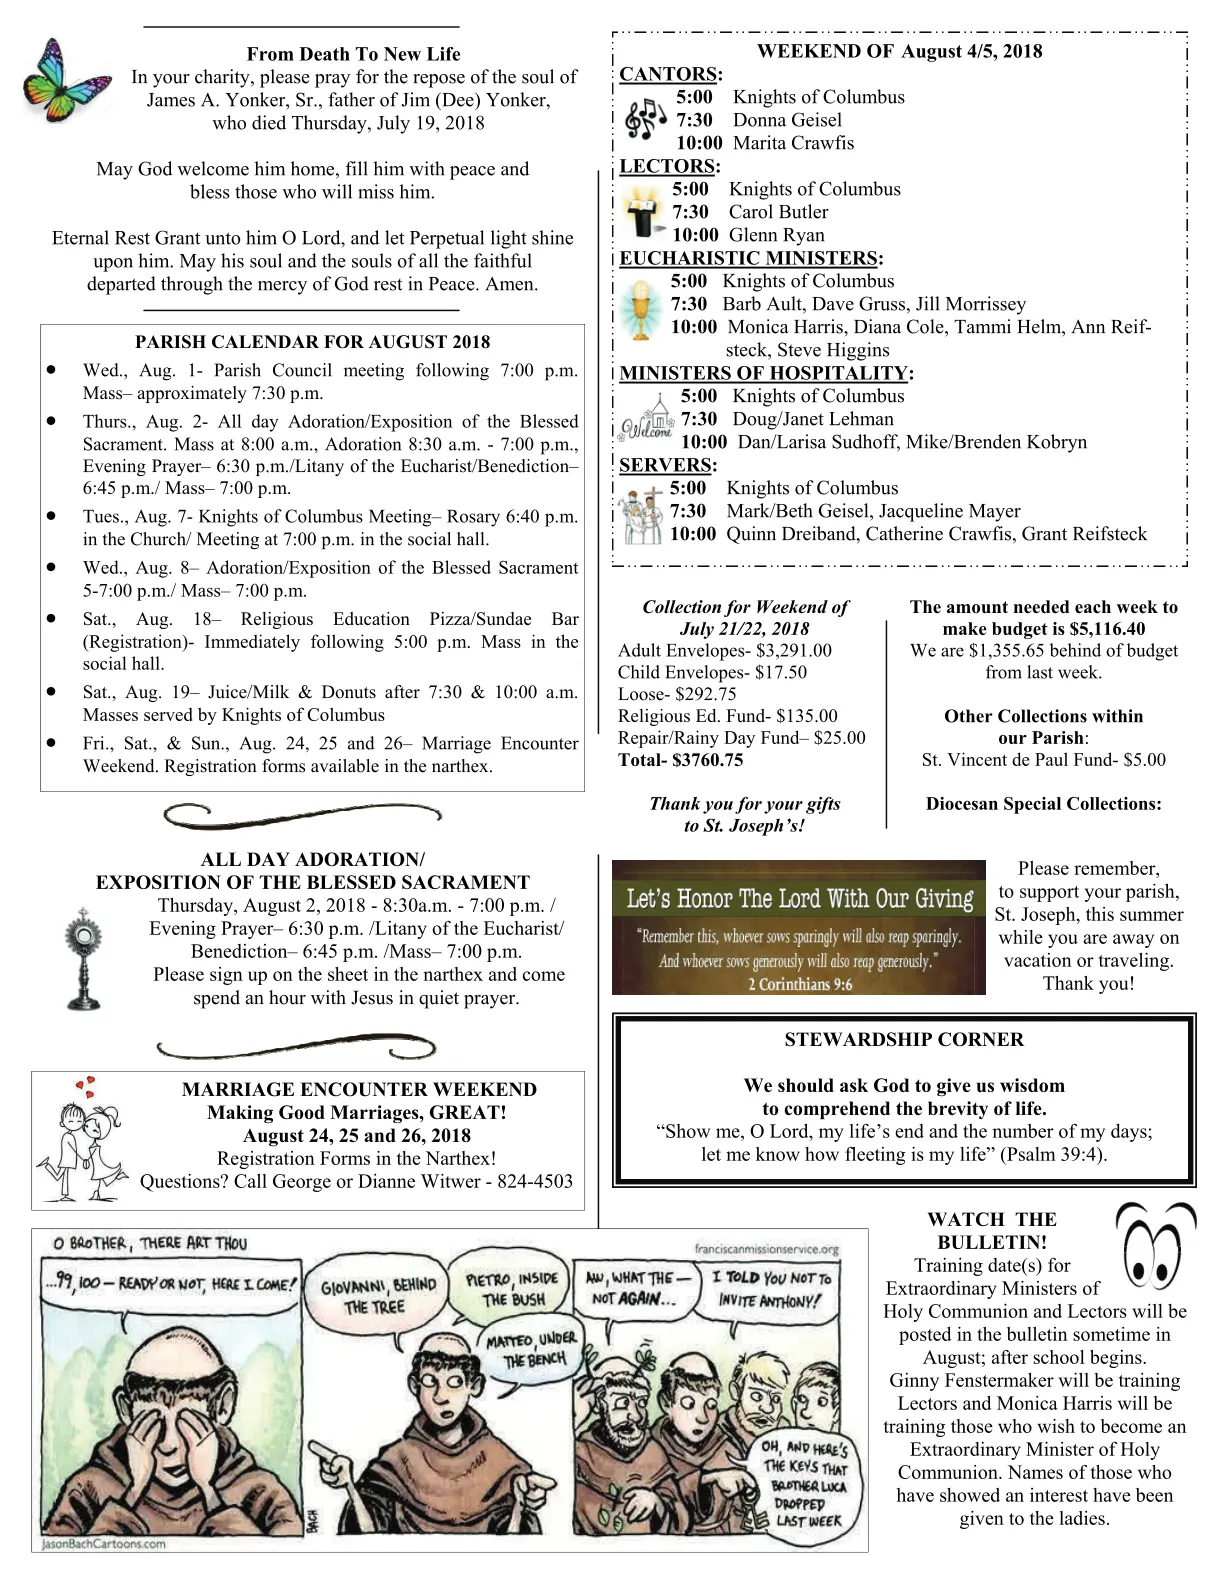 From Death To New Life
In your charity, please pray for the repose of the soul of
James A. Yonker, Sr., father of Jim (Dee) Yonker,
who died Thursday, July 19, 2018
May God welcome him home, fill him with peace and
bless those who will miss him.
Eternal Rest Grant unto him O Lord, and let Perpetual light shine
upon him. May his soul and the souls of all the faithful
departed through the mercy of God rest in Peace. Amen.
PARISH CALENDAR FOR AUGUST 2018
● Wed., Aug. 1- Parish Council meeting following 7:00 p.m.
Mass– approximately 7:30 p.m.
● Thurs., Aug. 2- All day Adoration/Exposition of the Blessed
Sacrament. Mass at 8:00 a.m., Adoration 8:30 a.m. - 7:00 p.m.,
Evening Prayer– 6:30 p.m./Litany of the Eucharist/Benediction–
6:45 p.m./ Mass– 7:00 p.m.
● Tues., Aug. 7- Knights of Columbus Meeting– Rosary 6:40 p.m.
in the Church/ Meeting at 7:00 p.m. in the social hall.
● Wed., Aug. 8– Adoration/Exposition of the Blessed Sacrament
5-7:00 p.m./ Mass– 7:00 p.m.
● Sat., Aug. 18– Religious Education Pizza/Sundae Bar
(Registration)- Immediately following 5:00 p.m. Mass in the
social hall.
● Sat., Aug. 19– Juice/Milk & Donuts after 7:30 & 10:00 a.m.
Masses served by Knights of Columbus
● Fri., Sat., & Sun., Aug. 24, 25 and 26– Marriage Encounter
Weekend. Registration forms available in the narthex.
ALL DAY ADORATION/
EXPOSITION OF THE BLESSED SACRAMENT
Thursday, August 2, 2018 - 8:30a.m. - 7:00 p.m. /
Evening Prayer– 6:30 p.m. /Litany of the Eucharist/
Benediction– 6:45 p.m. /Mass– 7:00 p.m.
Please sign up on the sheet in the narthex and come
spend an hour with Jesus in quiet prayer.
MARRIAGE ENCOUNTER WEEKEND
Making Good Marriages, GREAT!
August 24, 25 and 26, 2018
Registration Forms in the Narthex!
Questions? Call George or Dianne Witwer - 824-4503
WEEKEND OF August 4/5, 2018
CANTORS:
5:00 Knights of Columbus
7:30 Donna Geisel
10:00 Marita Crawfis
LECTORS:
5:00 Knights of Columbus
7:30 Carol Butler
10:00 Glenn Ryan
EUCHARISTIC MINISTERS:
5:00 Knights of Columbus
7:30 Barb Ault, Dave Gruss, Jill Morrissey
10:00 Monica Harris, Diana Cole, Tammi Helm, Ann Reif-
steck, Steve Higgins
MINISTERS OF HOSPITALITY:
Welcome
5:00 Knights of Columbus
7:30 Doug/Janet Lehman
10:00 Dan/Larisa Sudhoff, Mike/Brenden Kobryn
SERVERS:
5:00 Knights of Columbus
7:30 Mark/Beth Geisel, Jacqueline Mayer
10:00 Quinn Dreiband, Catherine Crawfis, Grant Reifsteck
Collection for Weekend of
July 21/22, 2018
Adult Envelopes- $3,291.00
Child Envelopes- $17.50
Loose- $292.75
Religious Ed. Fund- $135.00
Repair/Rainy Day Fund– $25.00
Total- $3760.75
Thank you for your gifts
to St. Joseph's!
The amount needed each week to
make budget is $5,116.40
We are $1,355.65 behind of budget
from last week.
Other Collections within
our Parish:
St. Vincent de Paul Fund- $5.00
Diocesan Special Collections:
Let's Honor The Lord With Our Giving
"Remember this, whoever sows sparingly will also reap sparingly.
And whoever sows generously will also reap generously."
2 Corinthians 9:6
Please remember,
to support your parish,
St. Joseph, this summer
while you are away on
vacation or traveling.
Thank you!
STEWARDSHIP CORNER
We should ask God to give us wisdom
to comprehend the brevity of life.
“Show me, O Lord, my life’s end and the number of my days;
let me know how fleeting is my life” (Psalm 39:4).
O BROTHER, THERE ART THOU
franciscanmissionservice.org
...99, 100 — READY OR NOT, HERE I COME!
GIOVANNI, BEHIND
THE TREE
PIETRO, INSIDE
THE BUSH
MATTEO, UNDER
THE BENCH
AW, WHAT THE —
NOT AGAIN...
I TOLD YOU NOT TO
INVITE ANTHONY!
OH, AND HERE'S
THE KEYS THAT
BROTHER LUCA
DROPPED
LAST WEEK
BACH
JasonBachCartoons.com
WATCH THE
BULLETIN!
Training date(s) for
Extraordinary Ministers of
Holy Communion and Lectors will be
posted in the bulletin sometime in
August; after school begins.
Ginny Fenstermaker will be training
Lectors and Monica Harris will be
training those who wish to become an
Extraordinary Minister of Holy
Communion. Names of those who
have showed an interest have been
given to the ladies.